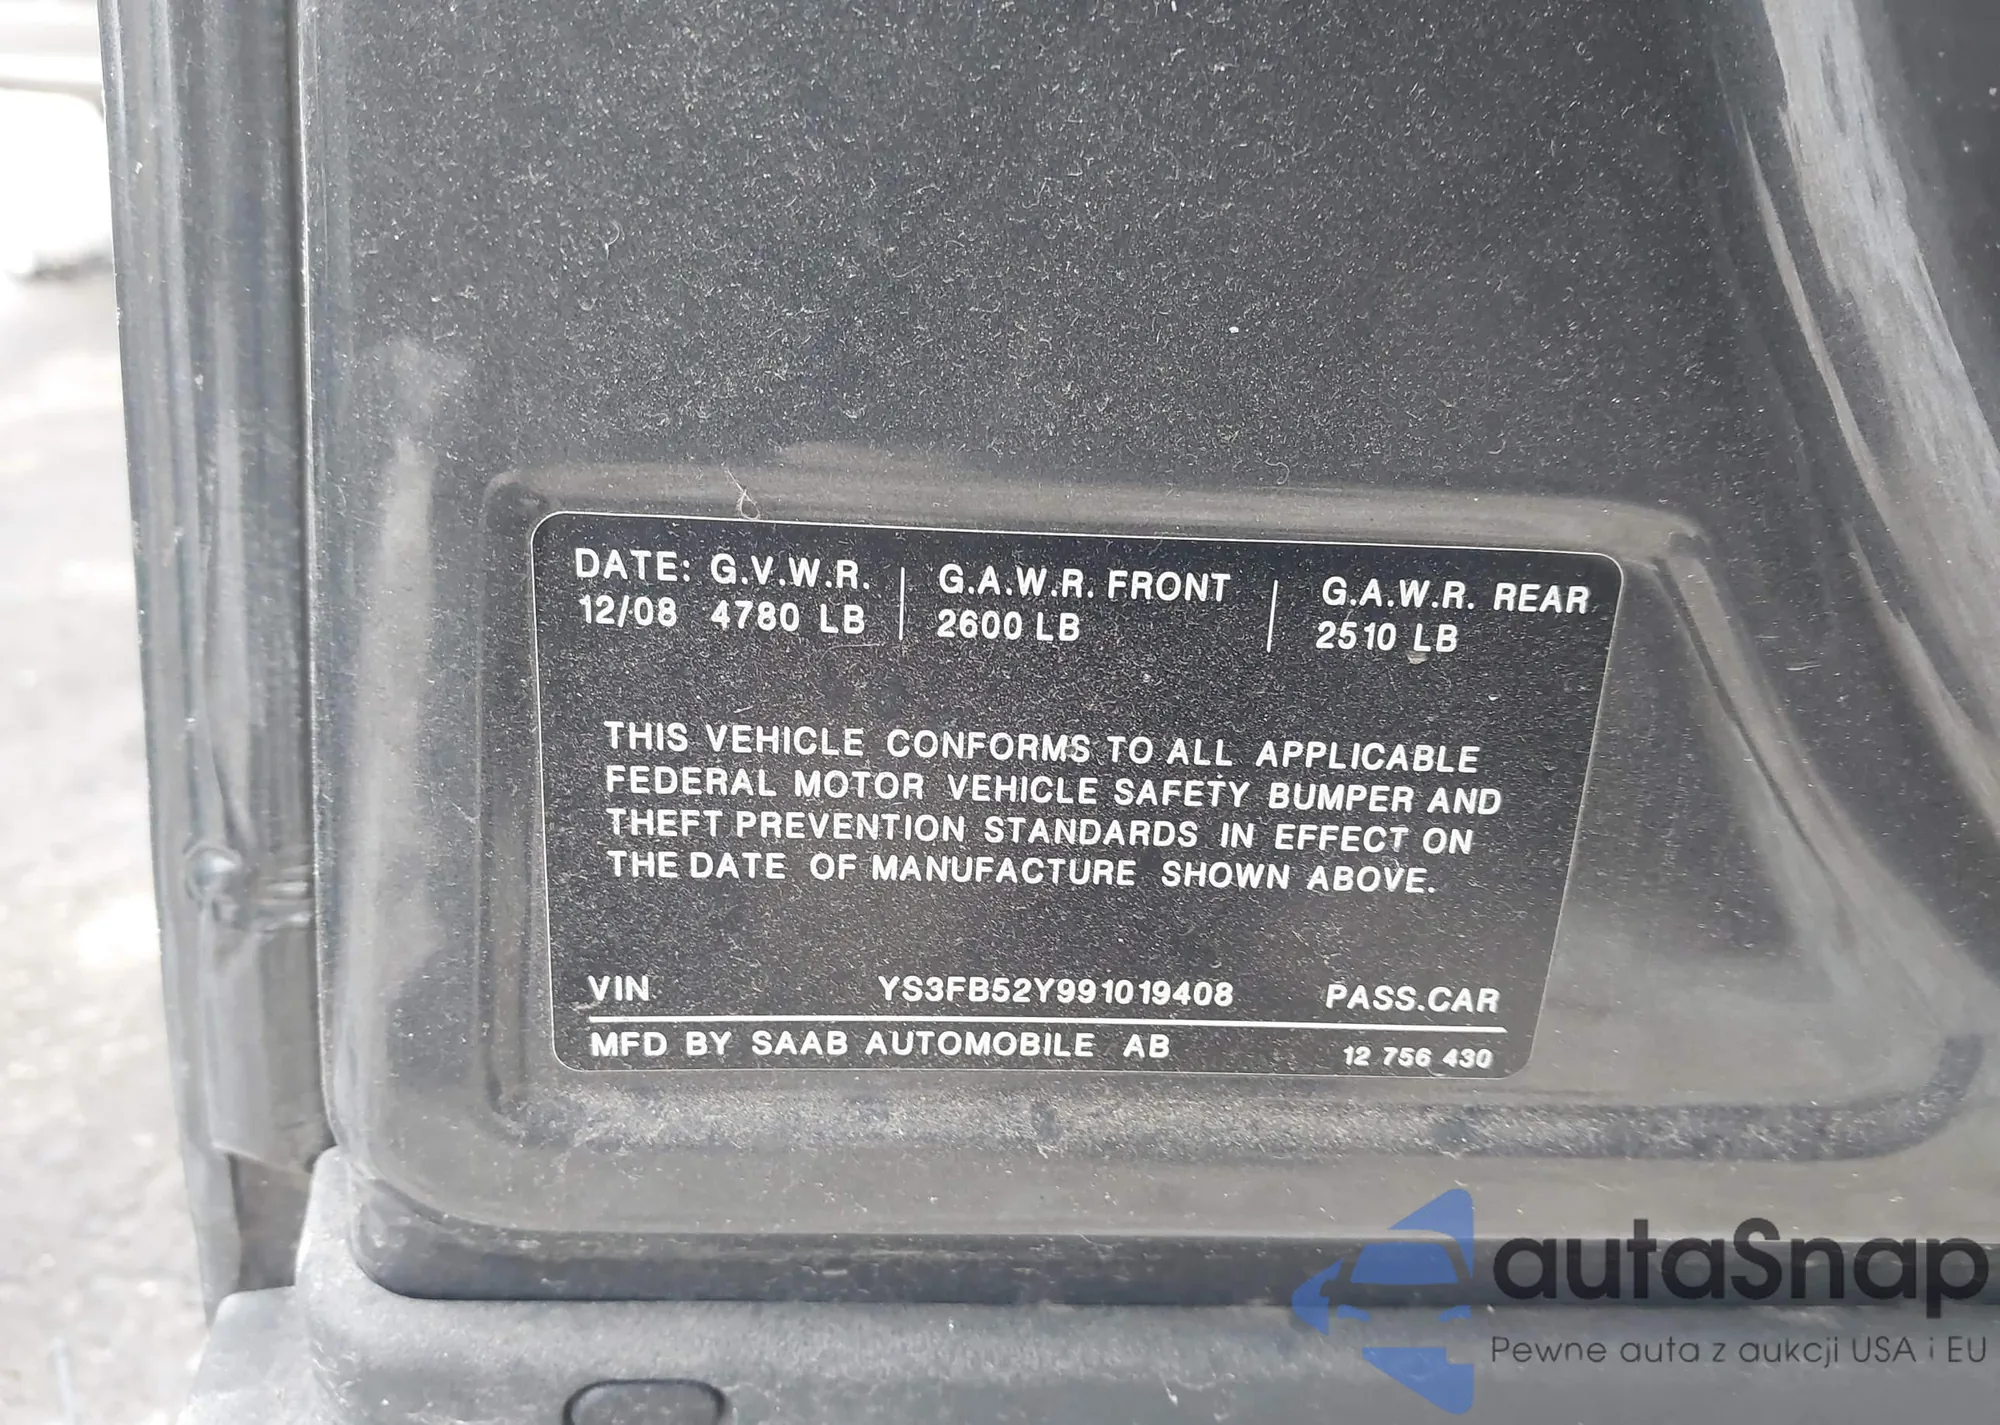 DATE: G.V.W.R. | G.A.W.R. FRONT | G.A.W.R. REAR
12/08 4780 LB | 2600 LB | 2510 LB
THIS VEHICLE CONFORMS TO ALL APPLICABLE
FEDERAL MOTOR VEHICLE SAFETY BUMPER AND
THEFT PREVENTION STANDARDS IN EFFECT ON
THE DATE OF MANUFACTURE SHOWN ABOVE.
VIN YS3FB52Y991019408 PASS.CAR
MFD BY SAAB AUTOMOBILE AB 12 756 430
autaSnap
Pewne auta z aukcji USA i EU